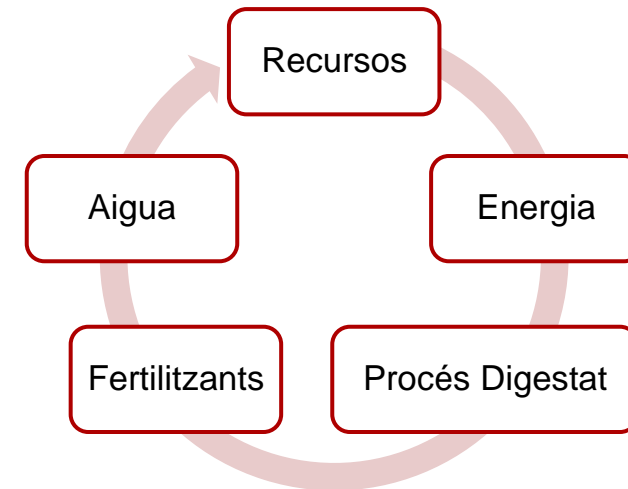 Recursos
Energia
Procés Digestat
Fertilitzants
Aigua